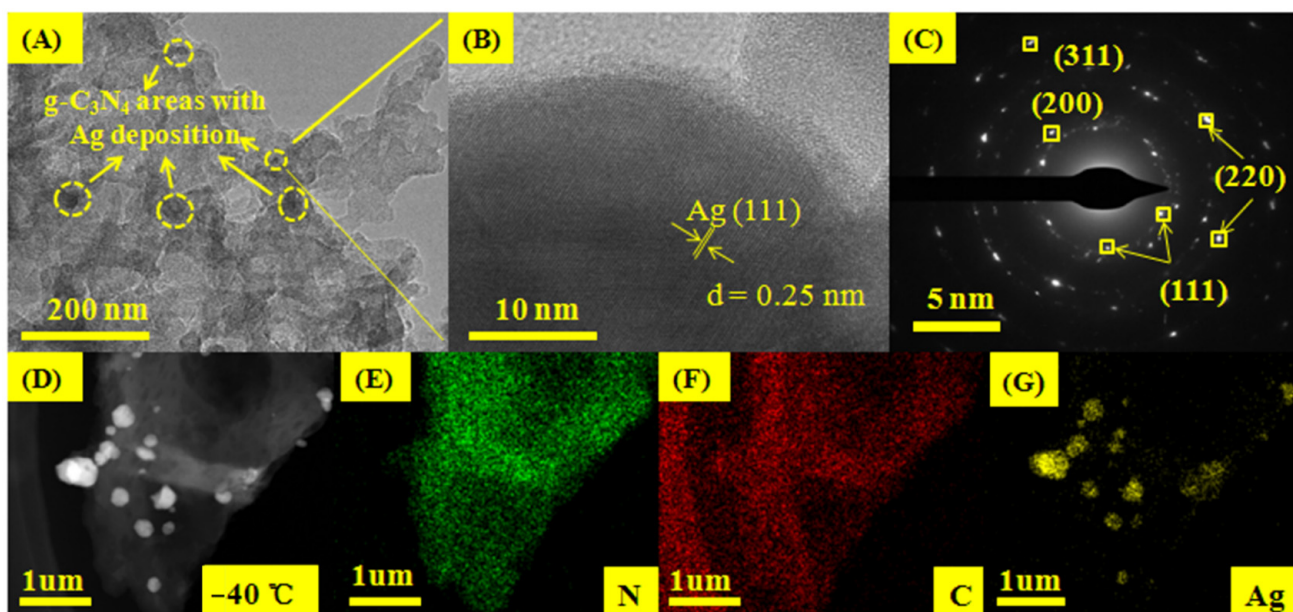 (A)
g-C₃N₄ areas with
Ag deposition
200 nm
(B)
Ag (111)
d = 0.25 nm
10 nm
(C)
(311)
(200)
(220)
(111)
5 nm
(D)
1um
−40 ℃
(E)
1um
N
(F)
1um
C
(G)
1um
Ag